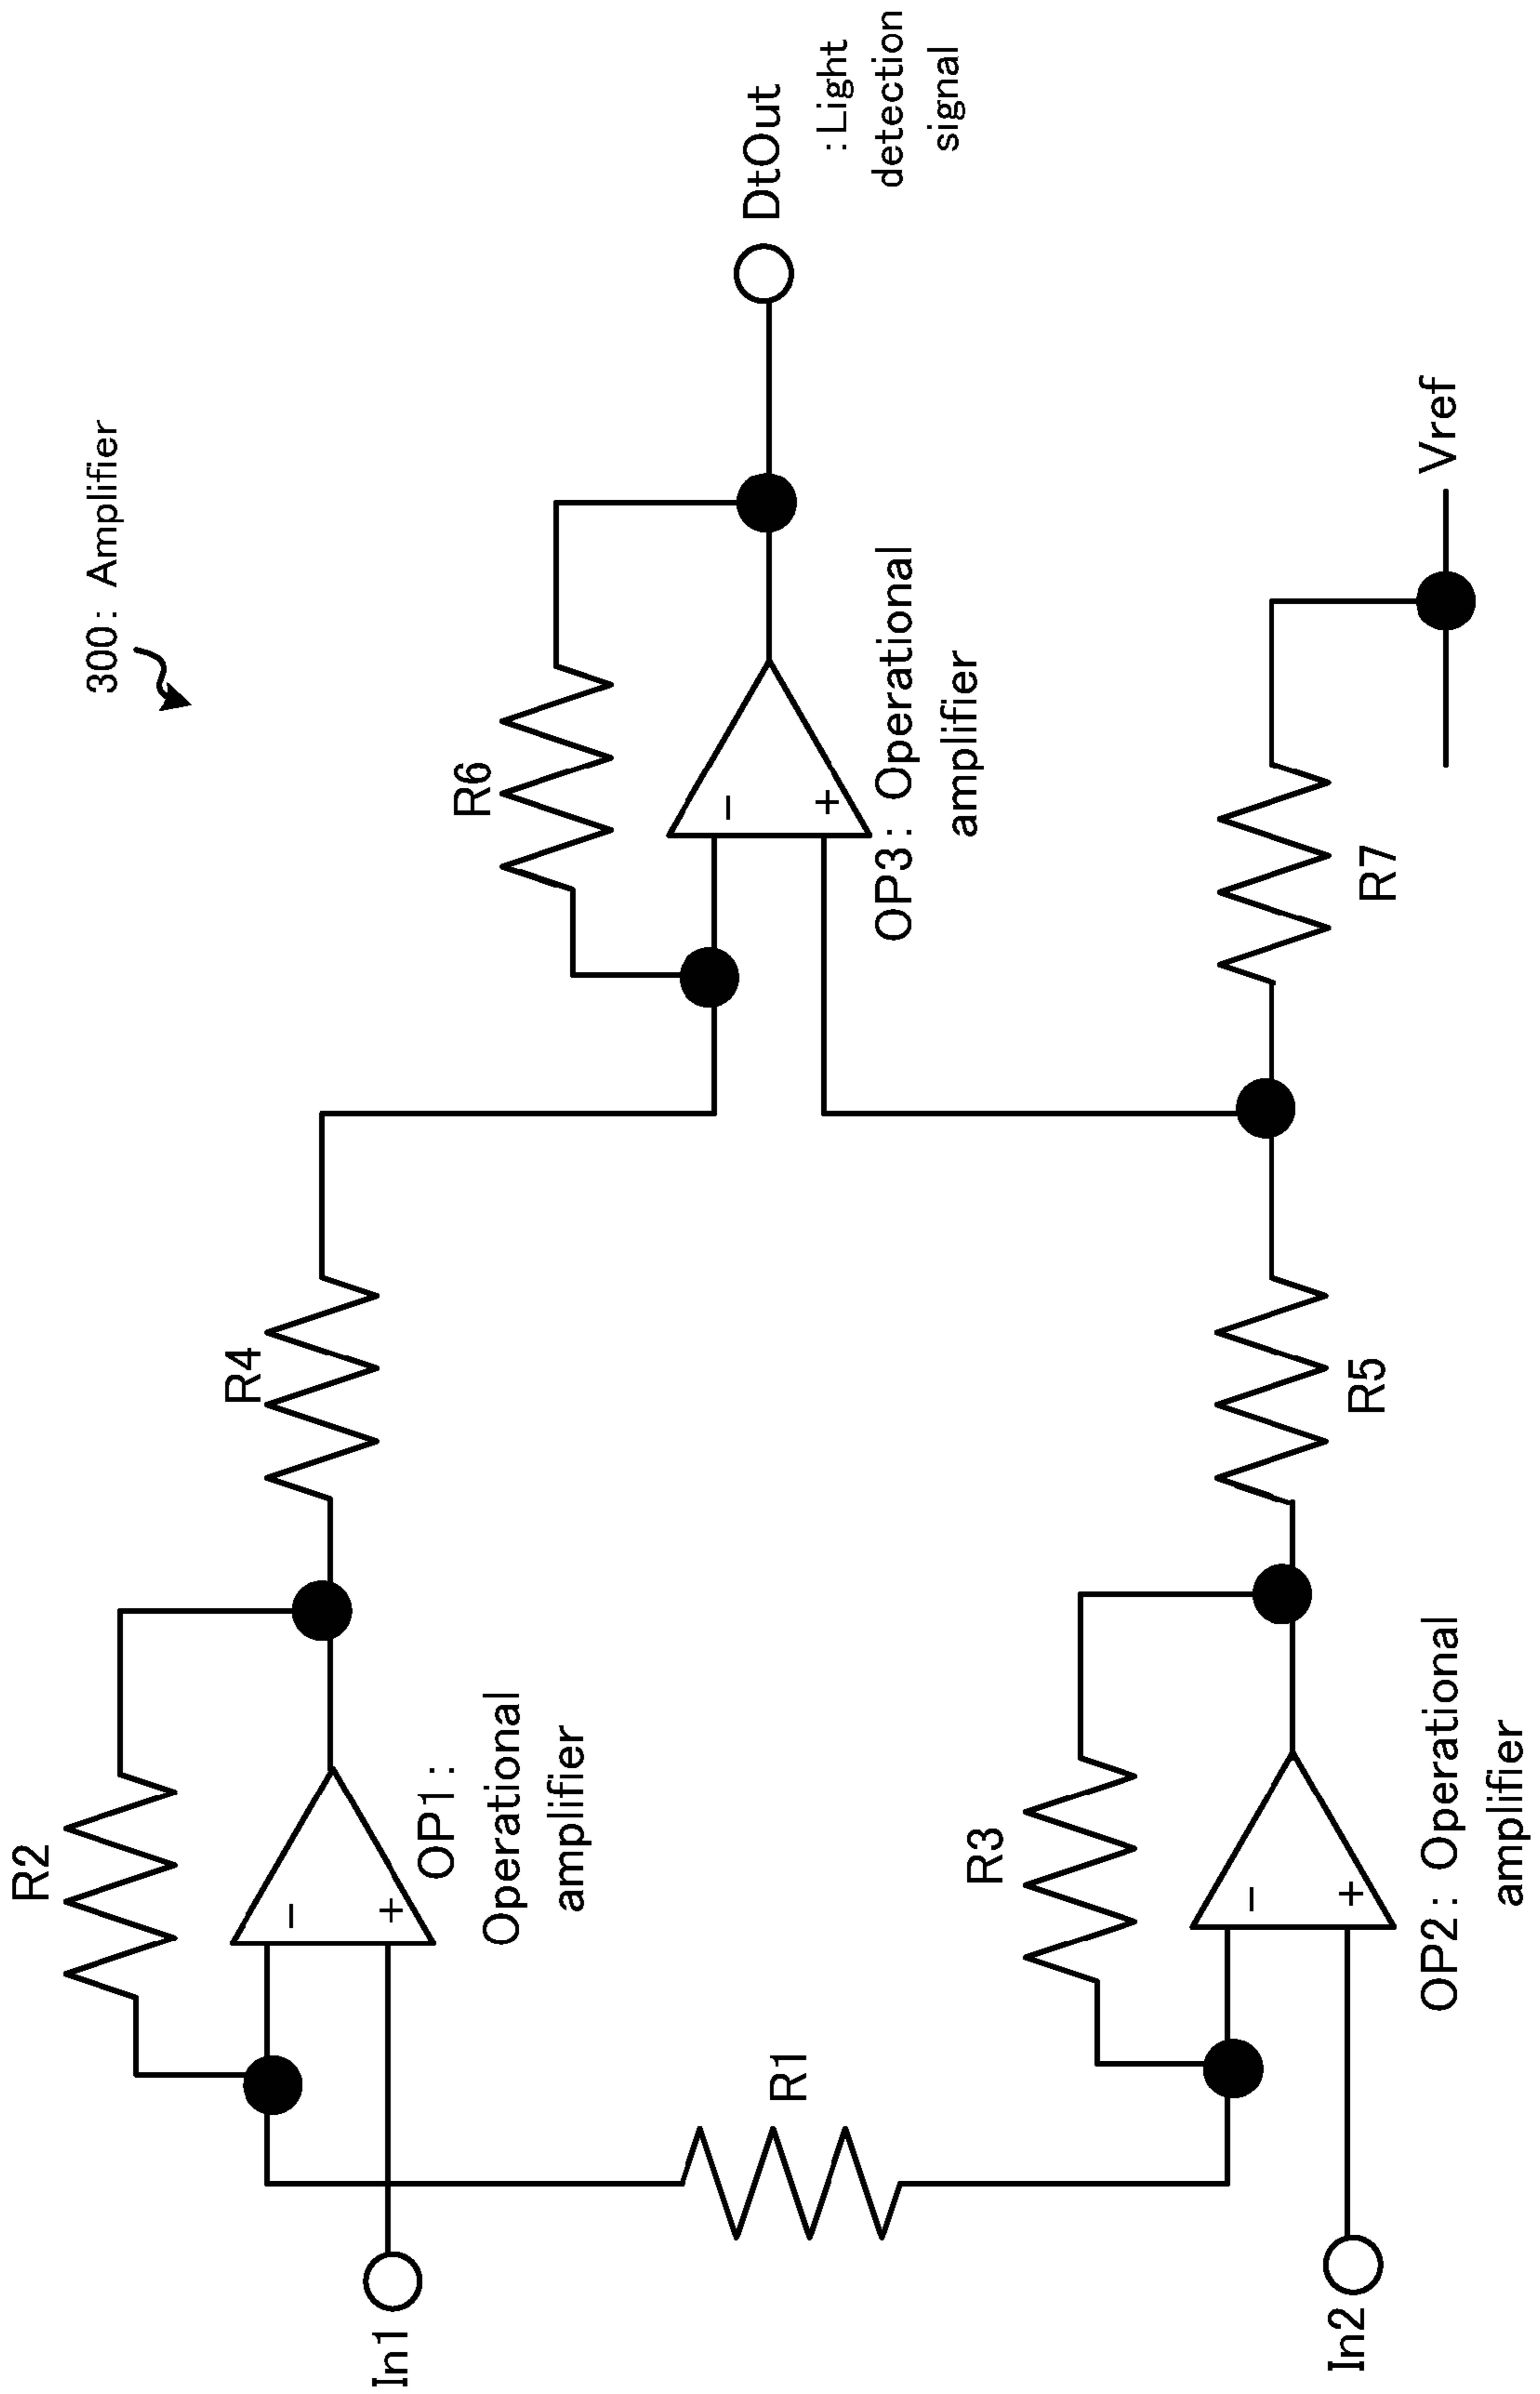 300: Amplifier
R2
OP1:
Operational
amplifier
R4
R6
OP3: Operational
amplifier
DtOut
:Light
detection
signal
In1
R1
R3
OP2: Operational
amplifier
R5
R7
Vref
In2
−
+
−
+
−
+